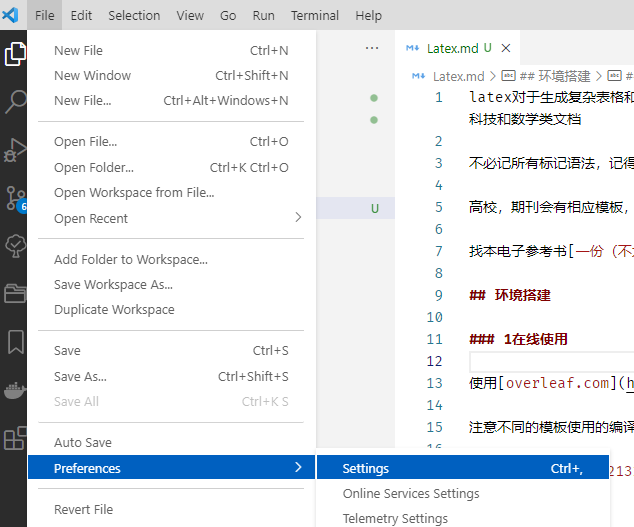 File Edit Selection View Go Run Terminal Help
New File Ctrl+N
New Window Ctrl+Shift+N
New File... Ctrl+Alt+Windows+N
Open File... Ctrl+O
Open Folder... Ctrl+K Ctrl+O
Open Workspace from File...
Open Recent
Add Folder to Workspace...
Save Workspace As...
Duplicate Workspace
Save Ctrl+S
Save As... Ctrl+Shift+S
Save All Ctrl+K S
Auto Save
Preferences
Revert File
Settings Ctrl+,
Online Services Settings
Telemetry Settings
6
U
Latex.md U
Latex.md > ## 环境搭建 > #
1 latex对于生成复杂表格和
科技和数学类文档
2
3 不必记所有标记语法，记得
4
5 高校，期刊会有相应模板，
6
7 找本电子参考书[一份（不
8
9 ## 环境搭建
10
11 ### 1在线使用
12
13 使用[overleaf.com](h
14
15 注意不同的模板使用的编译
16
213